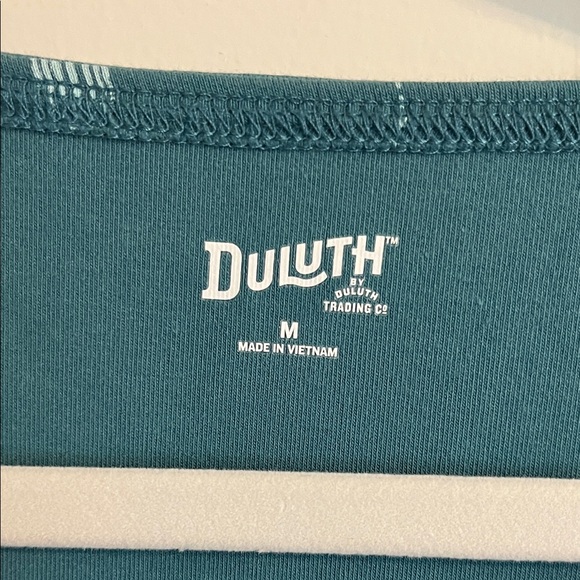 DULUTH™
BY
DULUTH
TRADING Cº
M
MADE IN VIETNAM